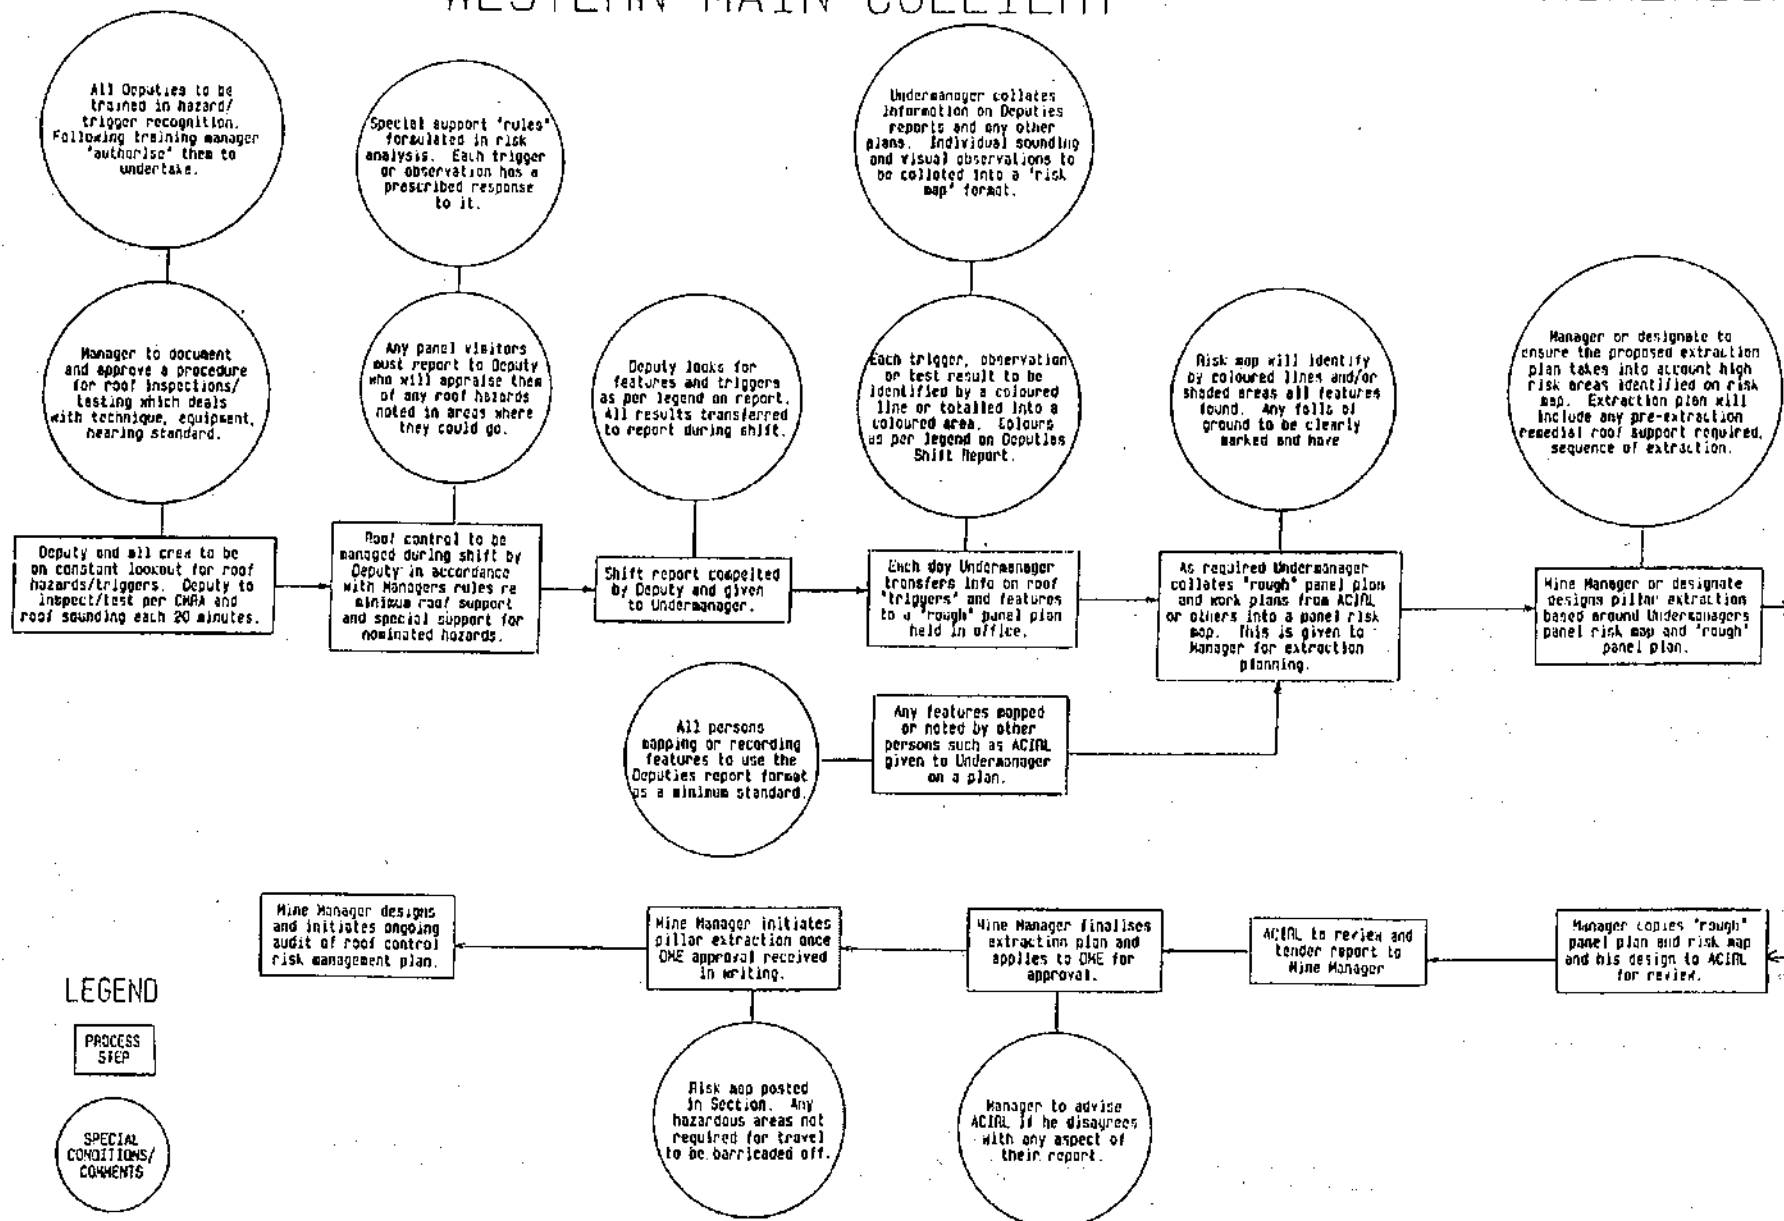 WESTERN MAIN COLLIERY
All Deputies to be
trained in hazard/
trigger recognition.
Following training manager
"authorise" them to
undertake.
Special support "rules"
formulated in risk
analysis. Each trigger
or observation has a
prescribed response
to it.
Undermanager collates
information on Deputies
reports and any other
plans. Individual sounding
and visual observations to
be colloted into a "risk
map" format.
Manager to document
and approve a procedure
for roof inspections/
testing which deals
with technique, equipment,
hearing standard.
Any panel visitors
must report to Deputy
who will appraise them
of any roof hazards
noted in areas where
they could go.
Deputy looks for
features and triggers
as per legend on report.
All results transferred
to report during shift.
Each trigger, observation
or test result to be
identified by a coloured
line or totalled into a
coloured area. Colours
as per legend on Deputies
Shift Report.
Risk map will identify
by coloured lines and/or
shaded areas all features
found. Any falls of
ground to be clearly
marked and have
Manager or designate to
ensure the proposed extraction
plan takes into account high
risk areas identified on risk
map. Extraction plan will
include any pre-extraction
remedial roof support required,
sequence of extraction.
Deputy and all crew to be
on constant lookout for roof
hazards/triggers. Deputy to
inspect/test per CMRA and
roof sounding each 20 minutes.
Roof control to be
managed during shift by
Deputy in accordance
with Managers rules re
minimum roof support
and special support for
nominated hazards.
Shift report compelted
by Deputy and given
to Undermanager.
Each day Undermanager
transfers info on roof
"triggers" and features
to a "rough" panel plan
held in office.
As required Undermanager
collates "rough" panel plan
and work plans from ACIRL
or others into a panel risk
map. This is given to
Manager for extraction
planning.
Mine Manager or designate
designs pillar extraction
based around Undermanagers
panel risk map and "rough"
panel plan.
All persons
mapping or recording
features to use the
Deputies report format
as a minimum standard.
Any features mapped
or noted by other
persons such as ACIRL
given to Undermanager
on a plan.
Mine Manager designs
and initiates ongoing
audit of roof control
risk management plan.
Mine Manager initiates
pillar extraction once
DME approval received
in writing.
Mine Manager finalises
extraction plan and
applies to DME for
approval.
ACIRL to review and
tender report to
Mine Manager
Manager copies "rough"
panel plan and risk map
and his design to ACIRL
for review.
LEGEND
PROCESS
STEP
SPECIAL
CONDITIONS/
COMMENTS
Risk map posted
in Section. Any
hazardous areas not
required for travel
to be barricaded off.
Manager to advise
ACIRL if he disagrees
with any aspect of
their report.